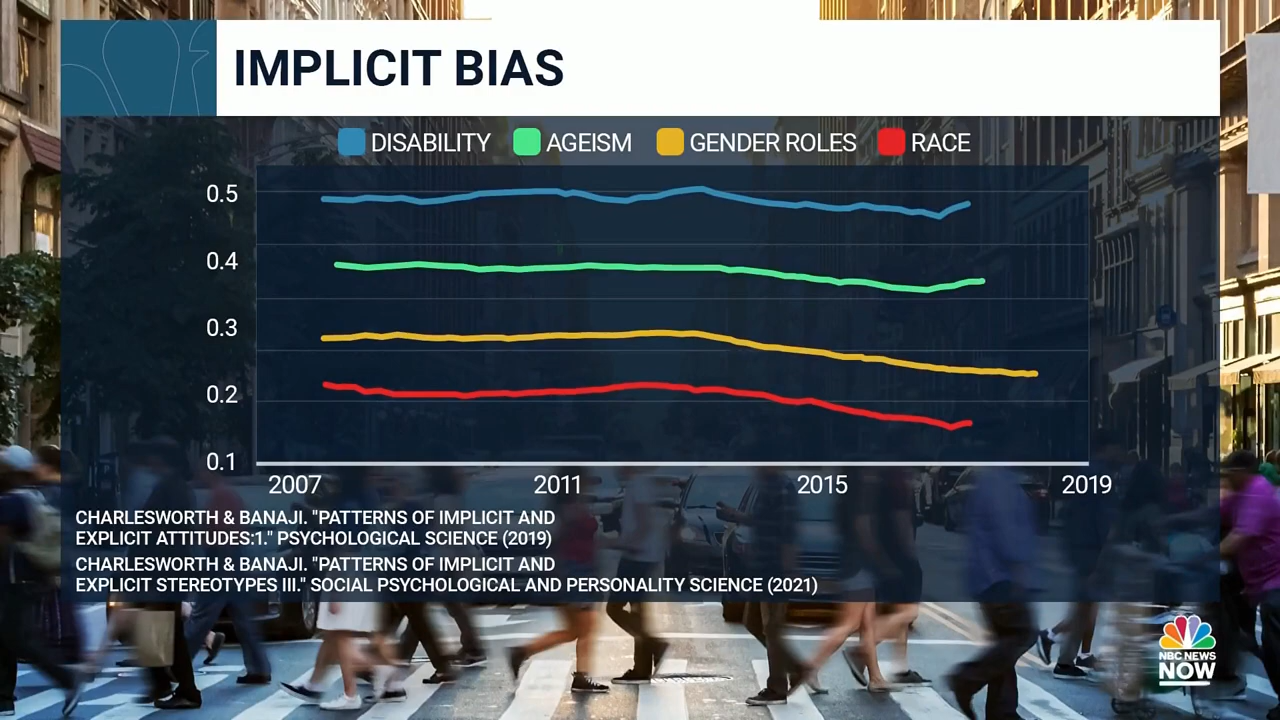 IMPLICIT BIAS
DISABILITY AGEISM GENDER ROLES RACE
0.5
0.4
0.3
0.2
0.1
2007 2011 2015 2019
CHARLESWORTH & BANAJI. "PATTERNS OF IMPLICIT AND
EXPLICIT ATTITUDES:1." PSYCHOLOGICAL SCIENCE (2019)
CHARLESWORTH & BANAJI. "PATTERNS OF IMPLICIT AND
EXPLICIT STEREOTYPES III." SOCIAL PSYCHOLOGICAL AND PERSONALITY SCIENCE (2021)
NBC NEWS
NOW